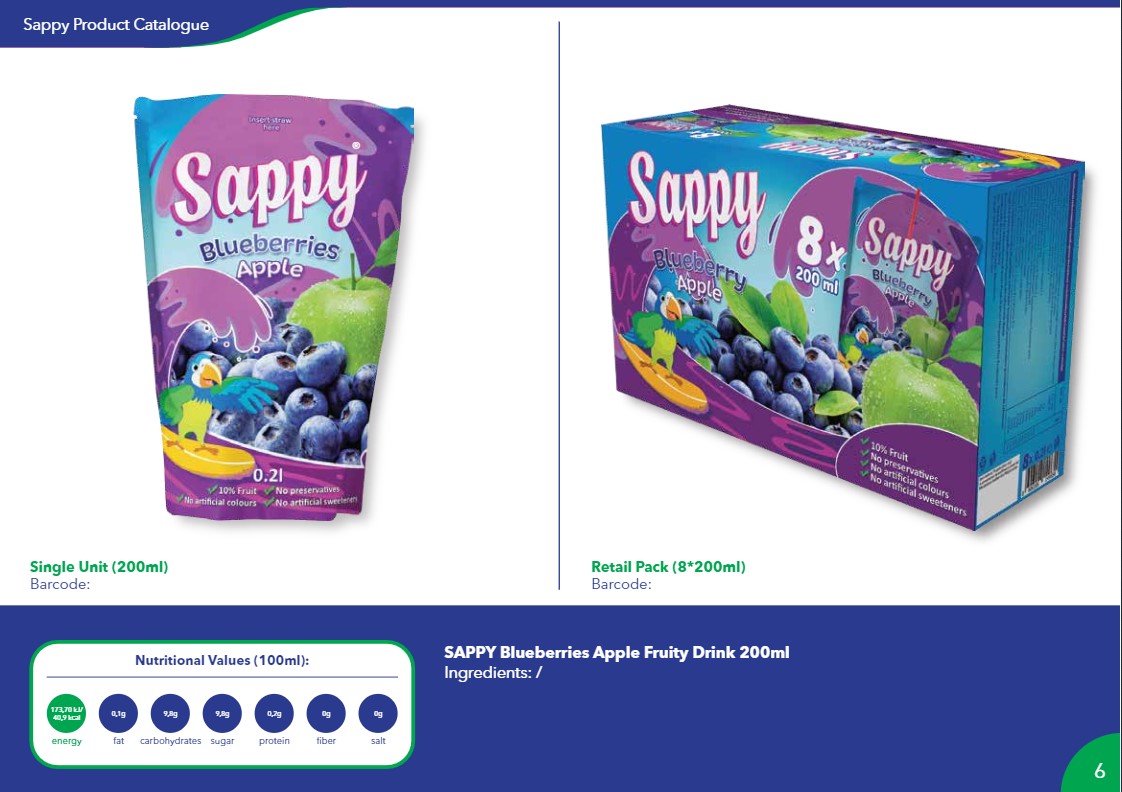 Sappy Product Catalogue
Insert straw
here
Sappy®
Blueberries
Apple
0.2l
10% Fruit No preservatives
No artificial colours No artificial sweeteners
Sappy
Blueberry
Apple
8x
200 ml
Sappy
Blueberry
Apple
10% Fruit
No preservatives
No artificial colours
No artificial sweeteners
Single Unit (200ml)
Barcode:
Retail Pack (8*200ml)
Barcode:
Nutritional Values (100ml):
173,70 kJ/
40,9 kcal
energy
0,1g
fat
9,8g
carbohydrates
9,8g
sugar
0,2g
protein
0g
fiber
0g
salt
SAPPY Blueberries Apple Fruity Drink 200ml
Ingredients: /
6